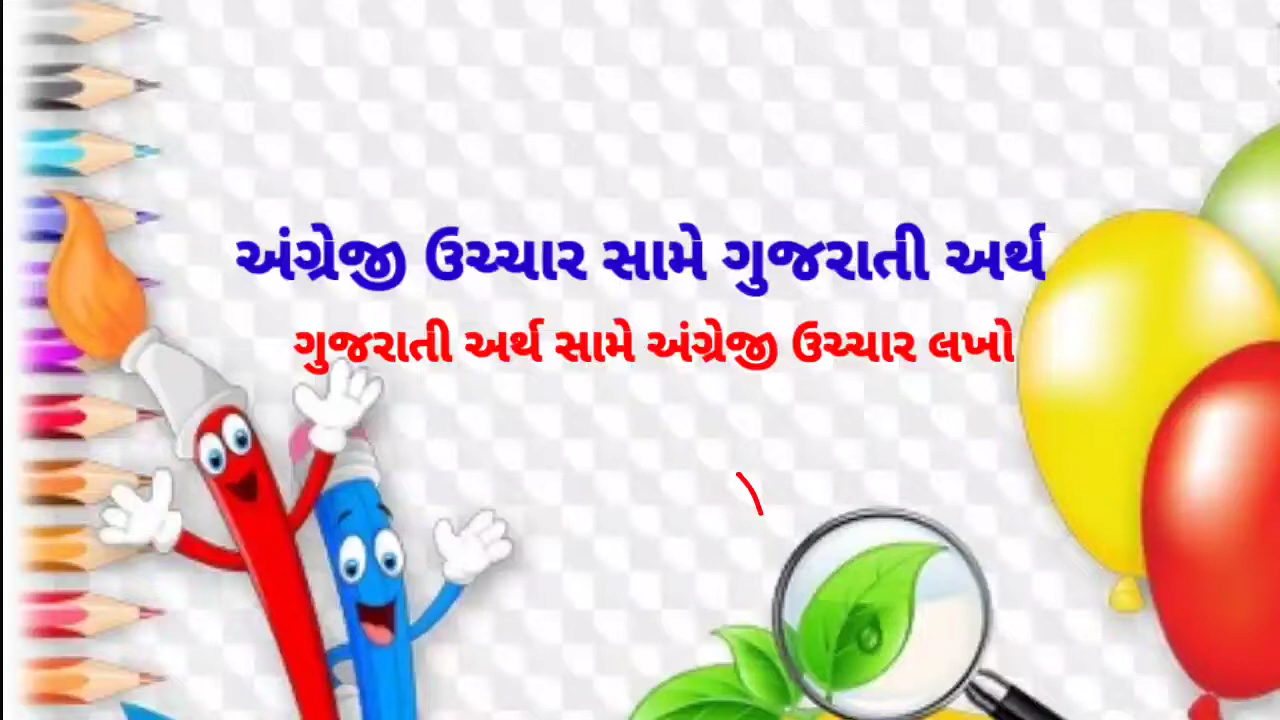 અંગ્રેજી ઉચ્ચાર સામે ગુજરાતી અર્થ
ગુજરાતી અર્થ સામે અંગ્રેજી ઉચ્ચાર લખો